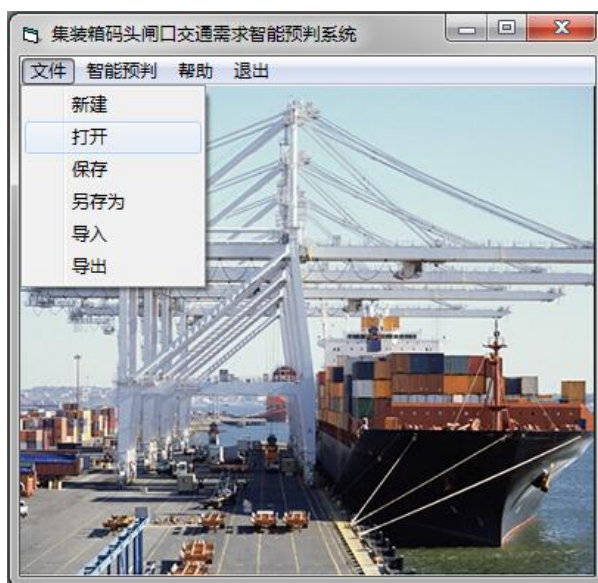 集装箱码头闸口交通需求智能预判系统
文件 智能预判 帮助 退出
新建
打开
保存
另存为
导入
导出